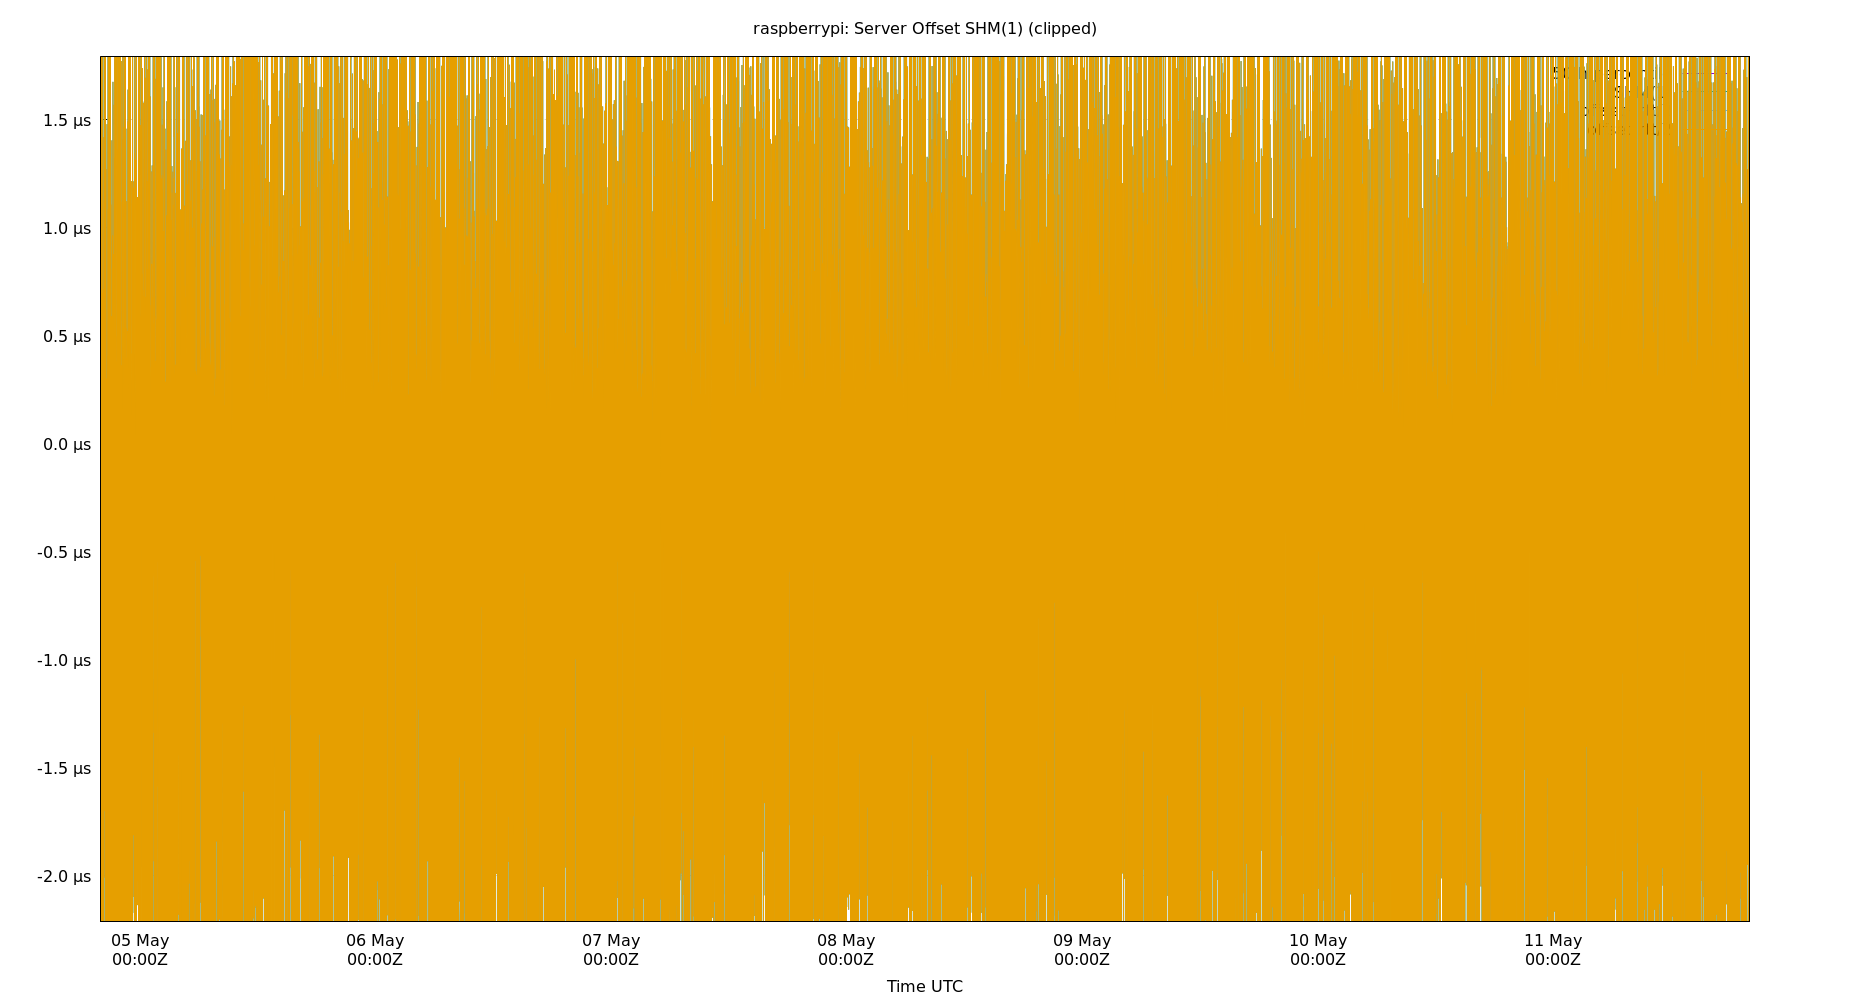 raspberrypi: Server Offset SHM(1) (clipped)
1.5 µs
1.0 µs
0.5 µs
0.0 µs
-0.5 µs
-1.0 µs
-1.5 µs
-2.0 µs
05 May 06 May 07 May 08 May 09 May 10 May 11 May
00:00Z 00:00Z 00:00Z 00:00Z 00:00Z 00:00Z 00:00Z
Time UTC